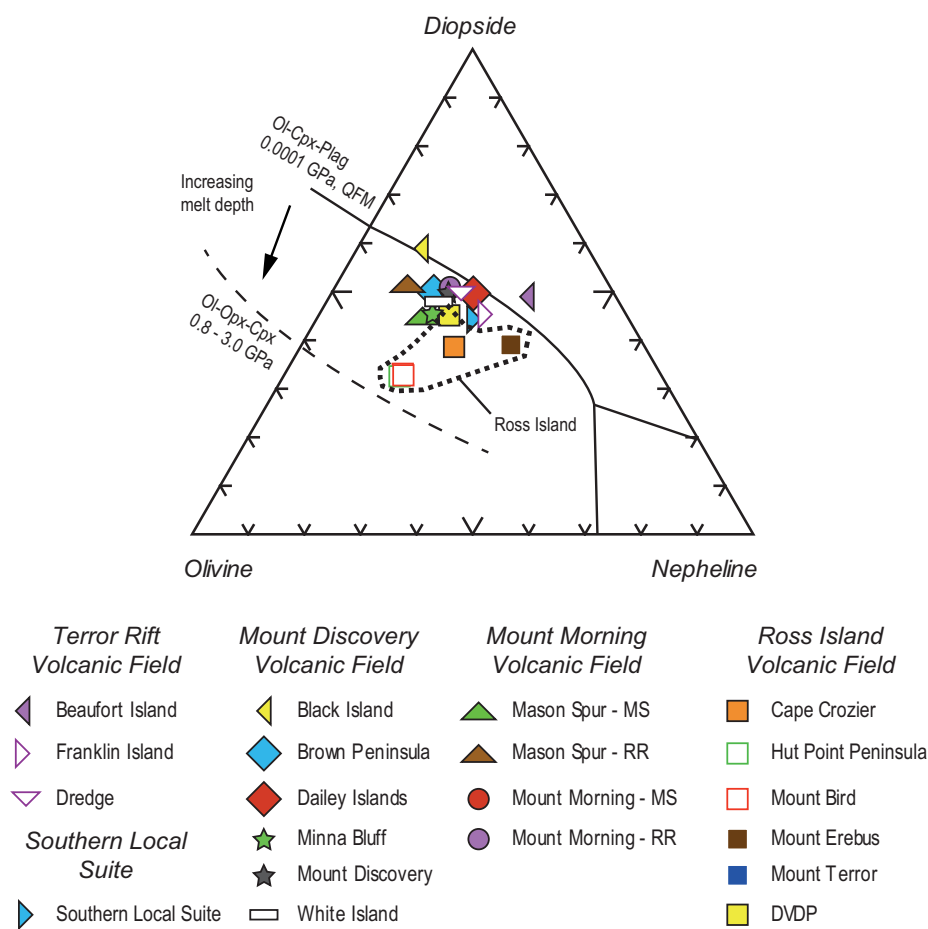 Diopside
Ol-Cpx-Plag
0.0001 GPa, QFM
Increasing
melt depth
Ol-Opx-Cpx
0.8 - 3.0 GPa
Ross Island
Olivine
Nepheline
Terror Rift
Volcanic Field
Beaufort Island
Franklin Island
Dredge
Southern Local
Suite
Southern Local Suite
Mount Discovery
Volcanic Field
Black Island
Brown Peninsula
Dailey Islands
Minna Bluff
Mount Discovery
White Island
Mount Morning
Volcanic Field
Mason Spur - MS
Mason Spur - RR
Mount Morning - MS
Mount Morning - RR
Ross Island
Volcanic Field
Cape Crozier
Hut Point Peninsula
Mount Bird
Mount Erebus
Mount Terror
DVDP